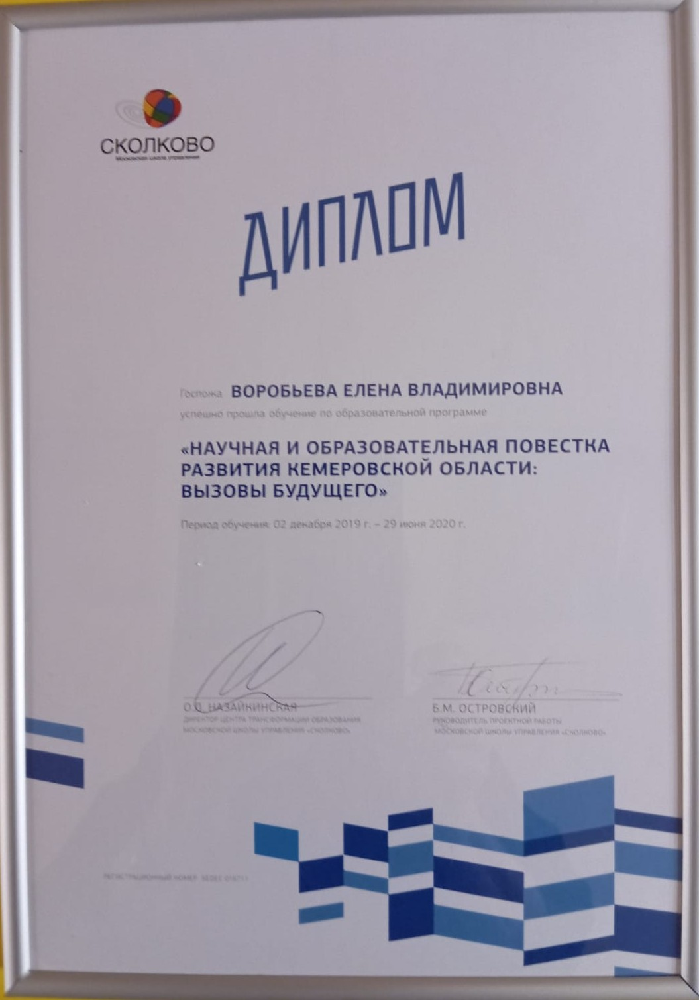 СКОЛКОВО
Московская школа управления
ДИПЛОМ
Госпожа ВОРОБЬЕВА ЕЛЕНА ВЛАДИМИРОВНА
успешно прошла обучение по образовательной программе
«НАУЧНАЯ И ОБРАЗОВАТЕЛЬНАЯ ПОВЕСТКА
РАЗВИТИЯ КЕМЕРОВСКОЙ ОБЛАСТИ:
ВЫЗОВЫ БУДУЩЕГО»
Период обучения: 02 декабря 2019 г. – 29 июня 2020 г.
НАЗАЙКИНСКАЯ
ДИРЕКТОР ЦЕНТРА ТРАНСФОРМАЦИИ ОБРАЗОВАНИЯ
МОСКОВСКОЙ ШКОЛЫ УПРАВЛЕНИЯ «СКОЛКОВО»
Б.М. ОСТРОВСКИЙ
РУКОВОДИТЕЛЬ ПРОЕКТНОЙ РАБОТЫ
МОСКОВСКОЙ ШКОЛЫ УПРАВЛЕНИЯ «СКОЛКОВО»
РЕГИСТРАЦИОННЫЙ НОМЕР: